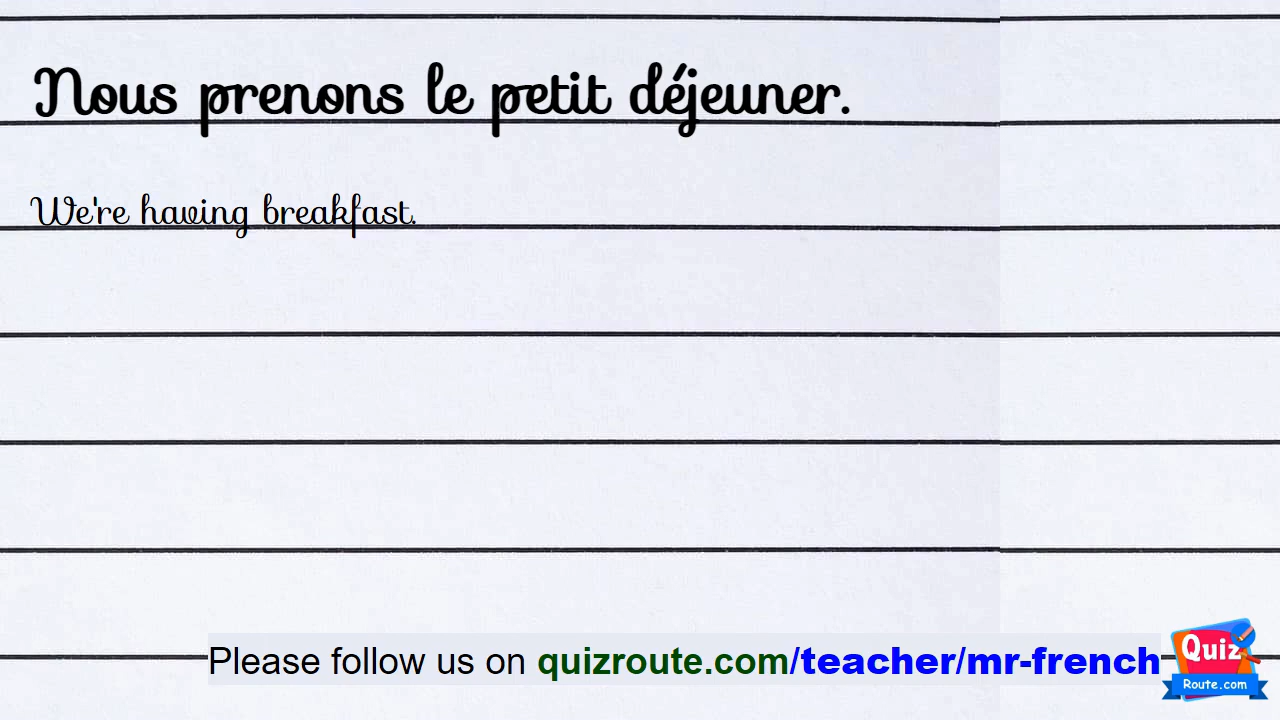 Nous prenons le petit déjeuner.
We're having breakfast.
Please follow us on quizroute.com/teacher/mr-french
Quiz
Route.com